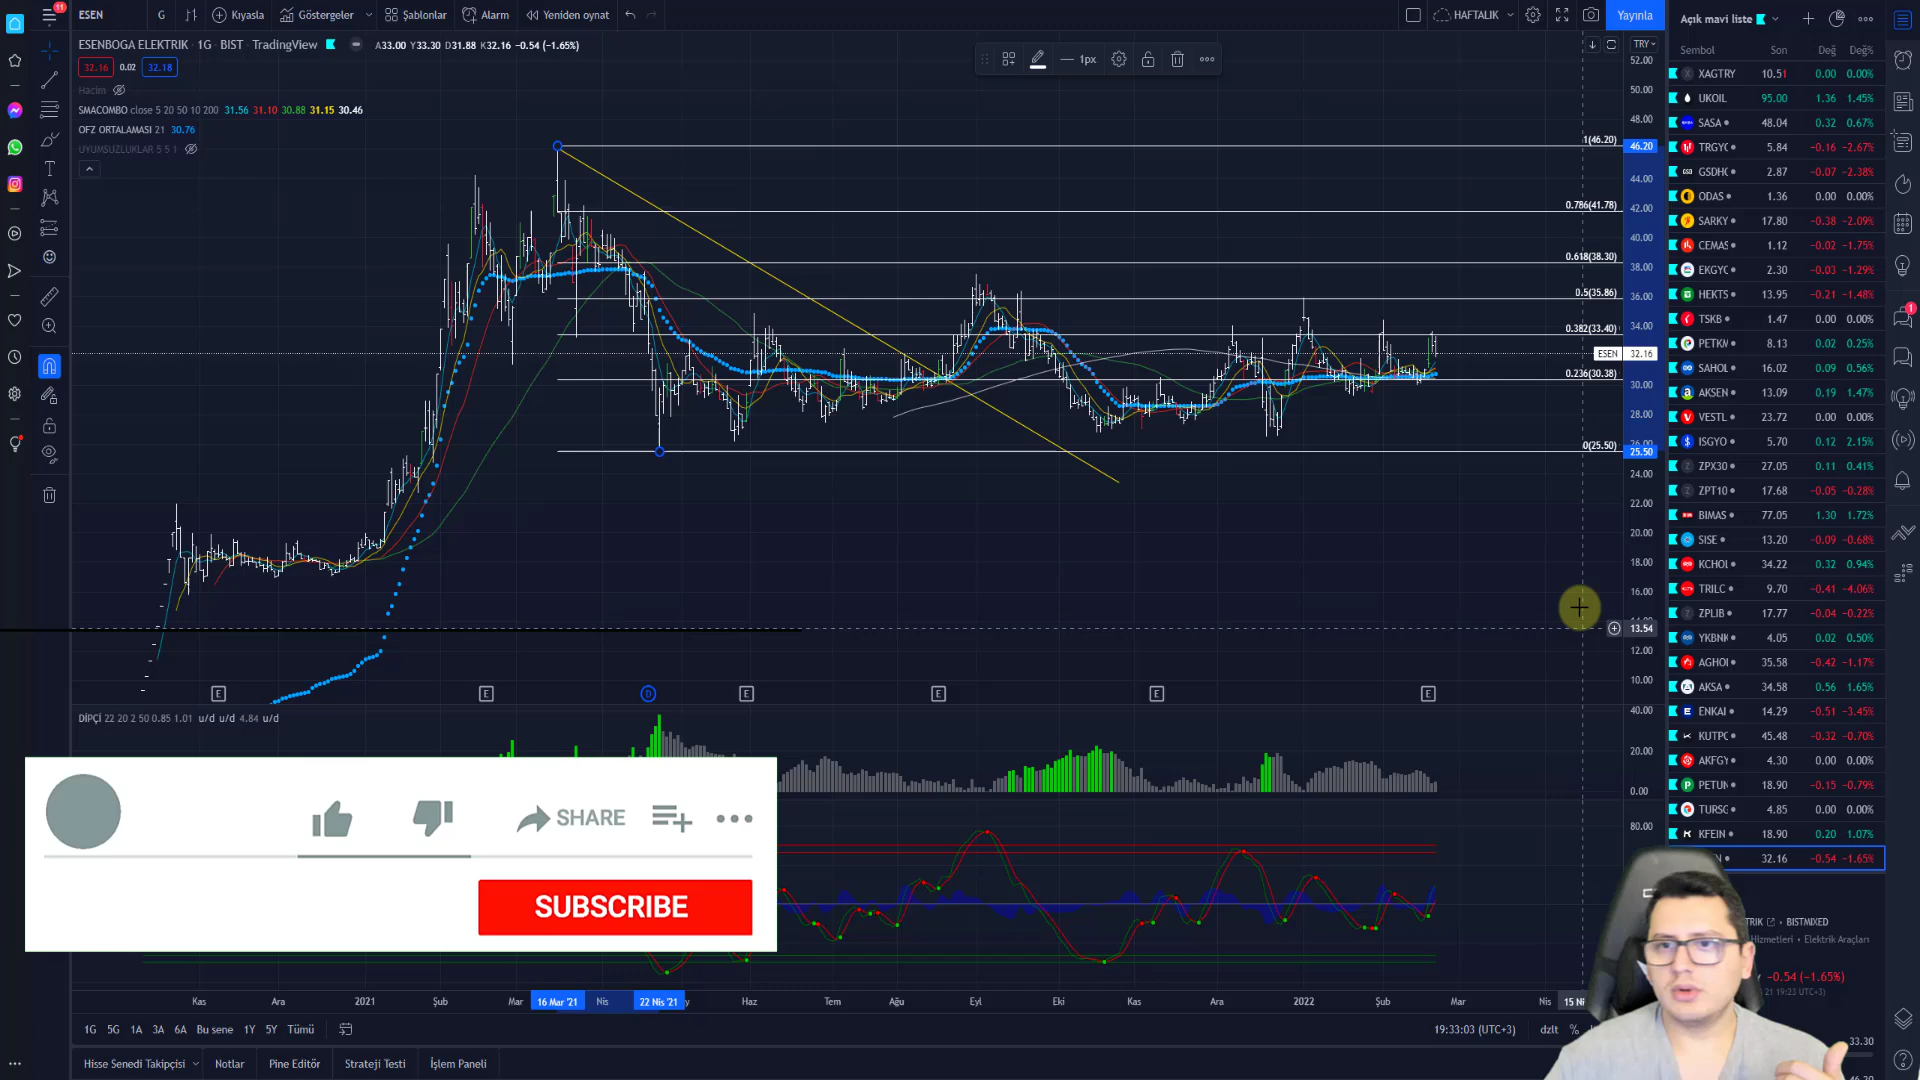 11
ESEN
G
Kıyasla
Göstergeler
Şablonlar
Alarm
Yeniden oynat
HAFTALIK
Yayınla
Açık mavi liste
ESENBOGA ELEKTRIK · 1G · BIST · TradingView
A33.00 Y33.30 D31.88 K32.16 −0.54 (−1.65%)
32.16 0.02 32.18
Hacim
SMACOMBO close 5 20 50 10 200 31.56 31.10 30.88 31.15 30.46
OFZ ORTALAMASI 21 30.76
UYUMSUZLUKLAR 5 5 1
1px
TRY
52.00
50.00
48.00
46.20
44.00
42.00
40.00
38.00
36.00
34.00
ESEN 32.16
30.00
28.00
26.00
25.50
24.00
22.00
20.00
18.00
16.00
13.54
12.00
10.00
1(46.20)
0.786(41.78)
0.618(38.30)
0.5(35.86)
0.382(33.40)
0.236(30.38)
0(25.50)
E
E
D
E
E
E
E
DİPÇİ 22 20 2 50 0.85 1.01 u/d u/d 4.84 u/d
40.00
20.00
0.00
80.00
SHARE
SUBSCRIBE
Kas
Ara
2021
Şub
Mar
16 Mar '21
Nis
22 Nis '21
Haz
Tem
Ağu
Eyl
Eki
Kas
Ara
2022
Şub
Mar
Nis
15 Ni
1G 5G 1A 3A 6A Bu sene 1Y 5Y Tümü
19:33:03 (UTC+3)
dzlt
%
Hisse Senedi Takipçisi
Notlar
Pine Editör
Strateji Testi
İşlem Paneli
Sembol Son Değ Değ%
XAGTRY 10.51 0.00 0.00%
UKOIL 95.00 1.36 1.45%
SASA 48.04 0.32 0.67%
TRGYC 5.84 −0.16 −2.67%
GSDHC 2.87 −0.07 −2.38%
ODAS 1.36 0.00 0.00%
SARKY 17.80 −0.38 −2.09%
CEMAS 1.12 −0.02 −1.75%
EKGYC 2.30 −0.03 −1.29%
HEKTS 13.95 −0.21 −1.48%
TSKB 1.47 0.00 0.00%
PETKM 8.13 0.02 0.25%
SAHOL 16.02 0.09 0.56%
AKSEN 13.09 0.19 1.47%
VESTL 23.72 0.00 0.00%
ISGYO 5.70 0.12 2.15%
ZPX30 27.05 0.11 0.41%
ZPT10 17.68 −0.05 −0.28%
BIMAS 77.05 1.30 1.72%
SISE 13.20 −0.09 −0.68%
KCHOL 34.22 0.32 0.94%
TRILC 9.70 −0.41 −4.06%
ZPLIB 17.77 −0.04 −0.22%
YKBNK 4.05 0.02 0.50%
AGHOL 35.58 −0.42 −1.17%
AKSA 34.58 0.56 1.65%
ENKAI 14.29 −0.51 −3.45%
KUTPC 45.48 −0.32 −0.70%
AKFGY 4.30 0.00 0.00%
PETUN 18.90 −0.15 −0.79%
TURSG 4.85 0.00 0.00%
KFEIN 18.90 0.20 1.07%
32.16 −0.54 −1.65%
TRIK · BISTMIXED
Hizmetleri · Elektrik Araçları
−0.54 (−1.65%)
21 19:23 UTC+3)
33.30
46.20
1